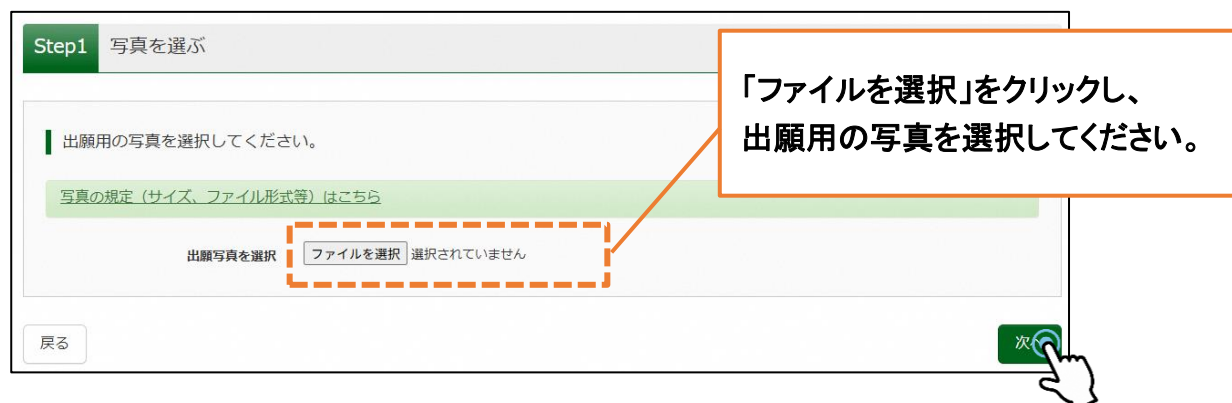 Step1 写真を選ぶ
「ファイルを選択」をクリックし、
出願用の写真を選択してください。
出願用の写真を選択してください。
写真の規定（サイズ、ファイル形式等）はこちら
出願写真を選択 ファイルを選択 選択されていません
戻る
次へ